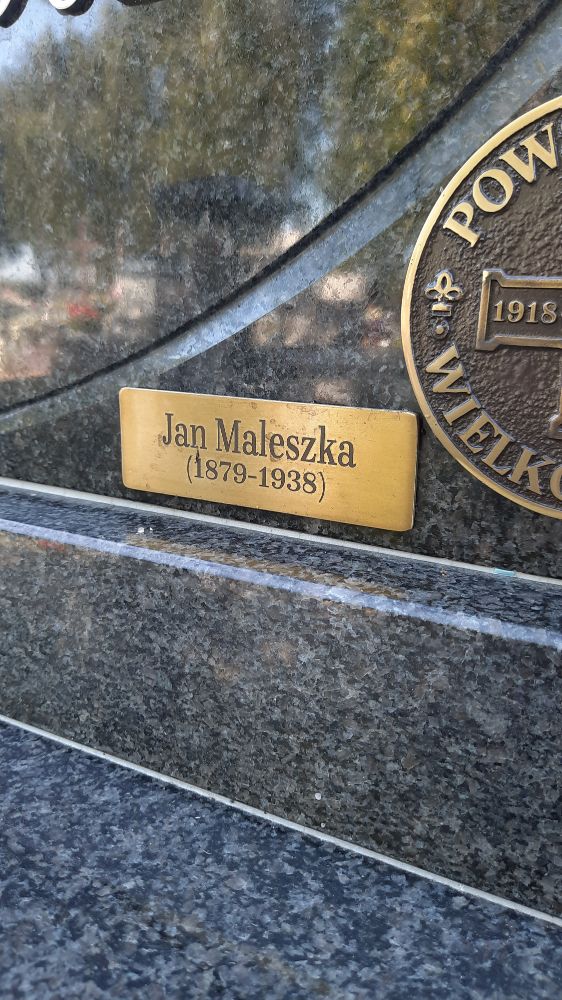 Jan Maleszka
(1879-1938)
POW
1918
WIELKO